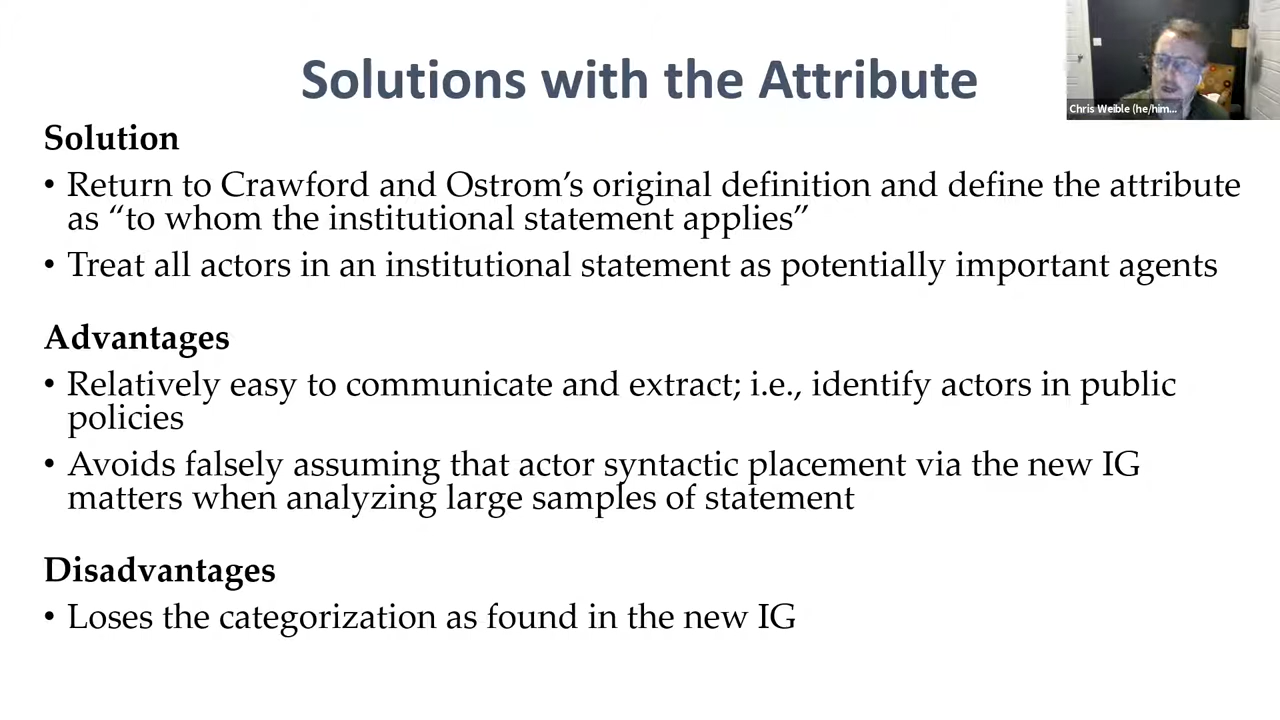 Solutions with the Attribute
Chris Weible (he/him...
Solution
• Return to Crawford and Ostrom’s original definition and define the attribute
as “to whom the institutional statement applies”
• Treat all actors in an institutional statement as potentially important agents
Advantages
• Relatively easy to communicate and extract; i.e., identify actors in public
policies
• Avoids falsely assuming that actor syntactic placement via the new IG
matters when analyzing large samples of statement
Disadvantages
• Loses the categorization as found in the new IG